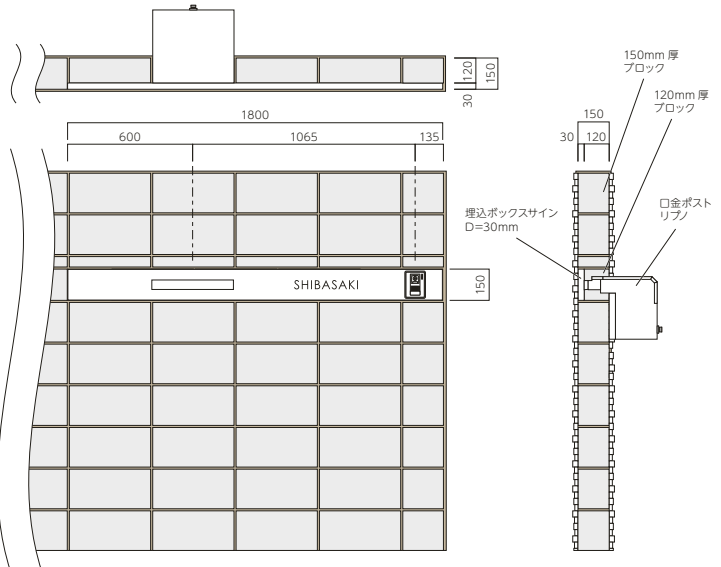 120
150
30
1800
600
1065
135
SHIBASAKI
150
150mm 厚
ブロック
120mm 厚
ブロック
150
30
120
埋込ボックスサイン
D=30mm
口金ポスト
リプノ